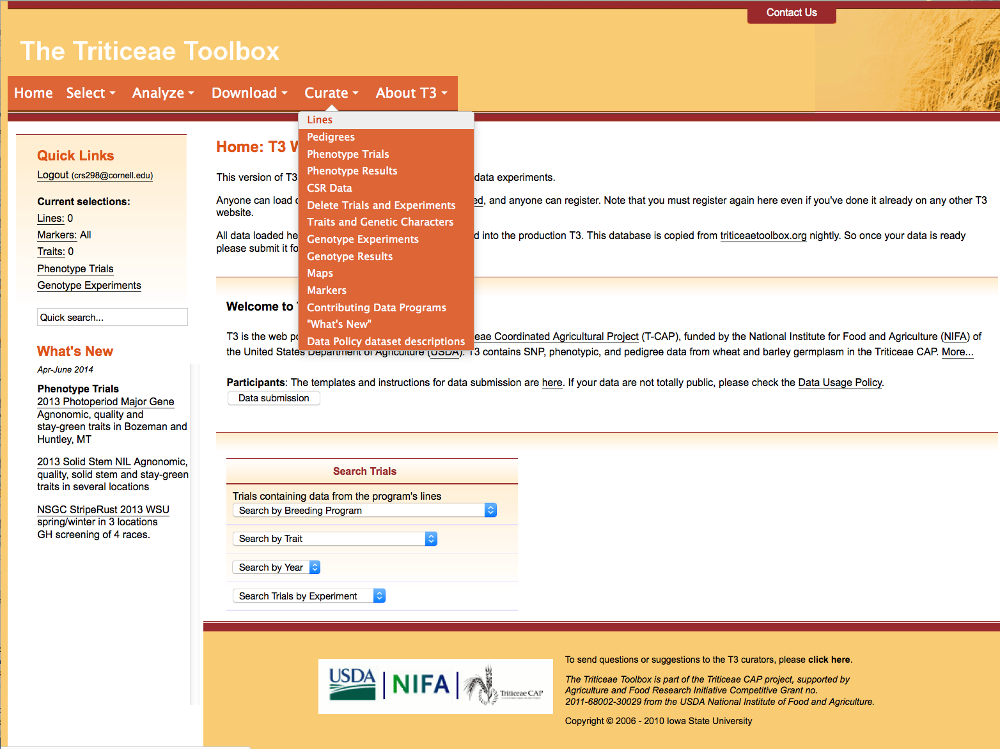 Contact Us
The Triticeae Toolbox
Home Select Analyze Download Curate About T3
Lines
Pedigrees
Phenotype Trials
Phenotype Results
CSR Data
Delete Trials and Experiments
Traits and Genetic Characters
Genotype Experiments
Genotype Results
Maps
Markers
Contributing Data Programs
"What's New"
Data Policy dataset descriptions
Quick Links
Logout (crs298@cornell.edu)
Current selections:
Lines: 0
Markers: All
Traits: 0
Phenotype Trials
Genotype Experiments
Quick search...
What's New
Apr-June 2014
Phenotype Trials
2013 Photoperiod Major Gene
Agnonomic, quality and
stay-green traits in Bozeman and
Huntley, MT
2013 Solid Stem NIL Agnonomic,
quality, solid stem and stay-green
traits in several locations
NSGC StripeRust 2013 WSU
spring/winter in 3 locations
GH screening of 4 races.
Home: T3
This version of T3 data experiments.
Anyone can load ed, and anyone can register. Note that you must register again here even if you've done it already on any other T3
website.
All data loaded he d into the production T3. This database is copied from triticeaetoolbox.org nightly. So once your data is ready
please submit it fo
Welcome to
T3 is the web po eae Coordinated Agricultural Project (T-CAP), funded by the National Institute for Food and Agriculture (NIFA) of
the United States Department of Agriculture (USDA). T3 contains SNP, phenotypic, and pedigree data from wheat and barley germplasm in the Triticeae CAP. More...
Participants: The templates and instructions for data submission are here. If your data are not totally public, please check the Data Usage Policy.
Data submission
Search Trials
Trials containing data from the program's lines
Search by Breeding Program
Search by Trait
Search by Year
Search Trials by Experiment
USDA NIFA Triticeae CAP
To send questions or suggestions to the T3 curators, please click here.
The Triticeae Toolbox is part of the Triticeae CAP project, supported by
Agriculture and Food Research Initiative Competitive Grant no.
2011-68002-30029 from the USDA National Institute of Food and Agriculture.
Copyright © 2006 - 2010 Iowa State University